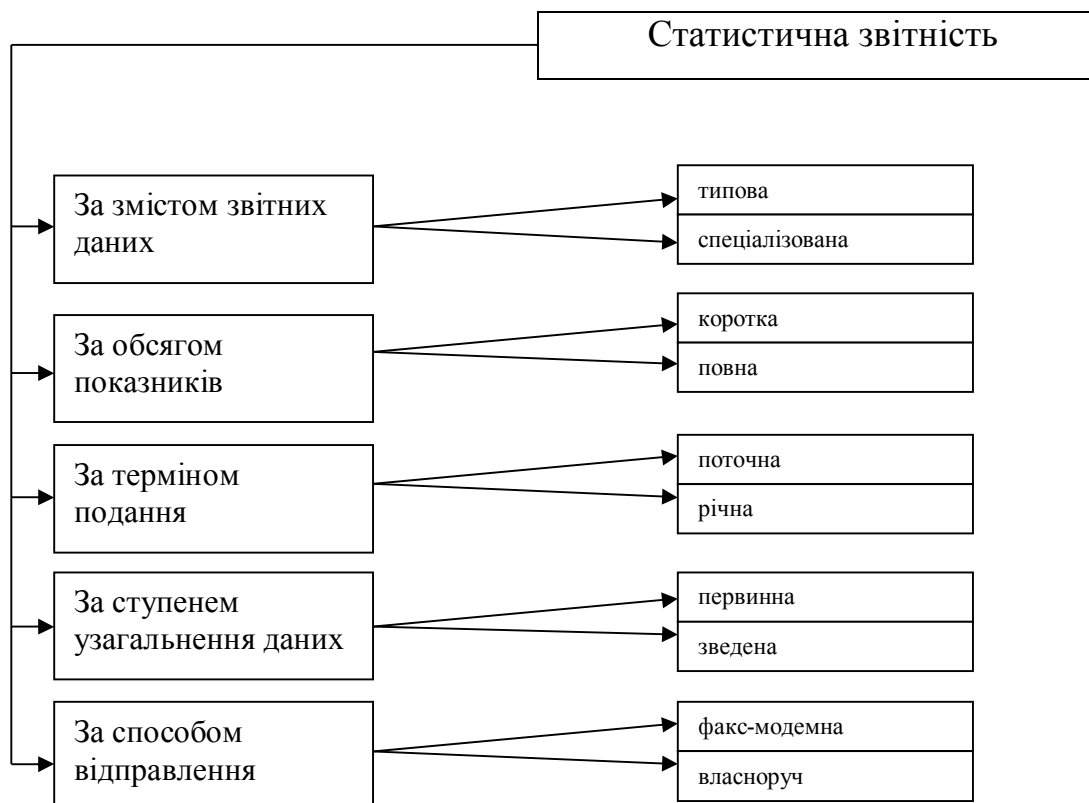 Статистична звітність
За змістом звітних
даних
типова
спеціалізована
За обсягом
показників
коротка
повна
За терміном
подання
поточна
річна
За ступенем
узагальнення даних
первинна
зведена
За способом
відправлення
факс-модемна
власноруч